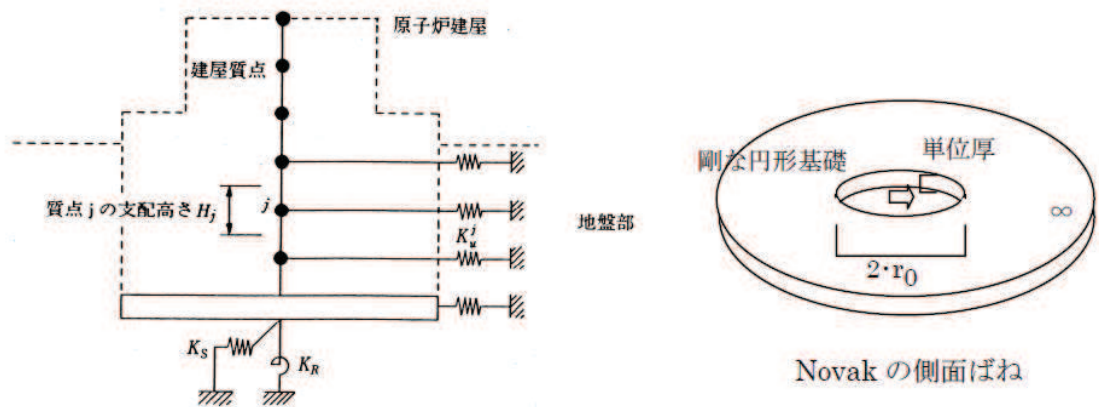 原子炉建屋
建屋質点
質点 j の支配高さ H_j
j
K_u^j
地盤部
K_S
K_R
剛な円形基礎
単位厚
∞
2・r_0
Novak の側面ばね